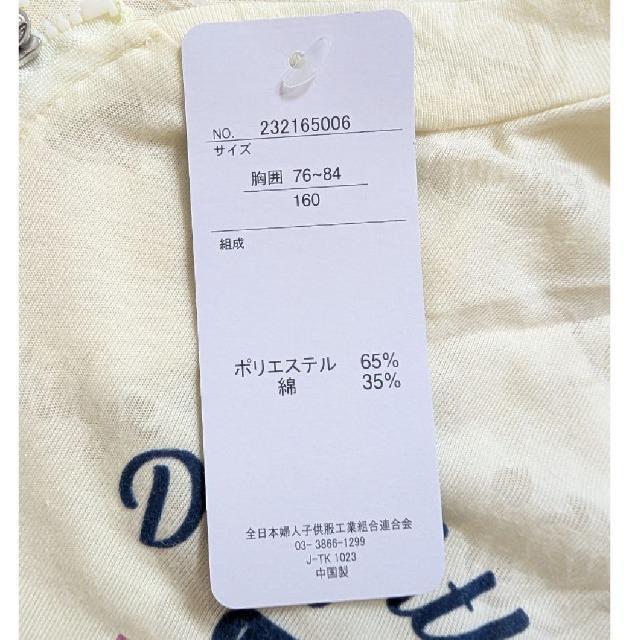 NO. 232165006
サイズ
胸囲 76~84
160
組成
ポリエステル 65%
綿 35%
全日本婦人子供服工業組合連合会
03-3866-1299
J-TK 1023
中国製
D